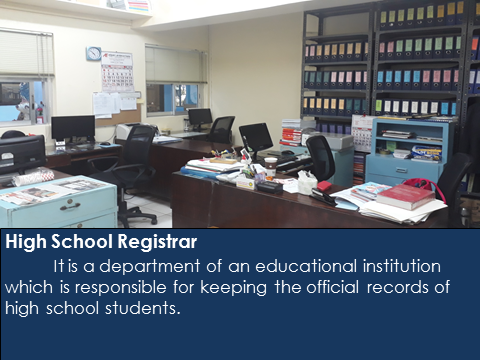 High School Registrar
It is a department of an educational institution
which is responsible for keeping the official records of
high school students.